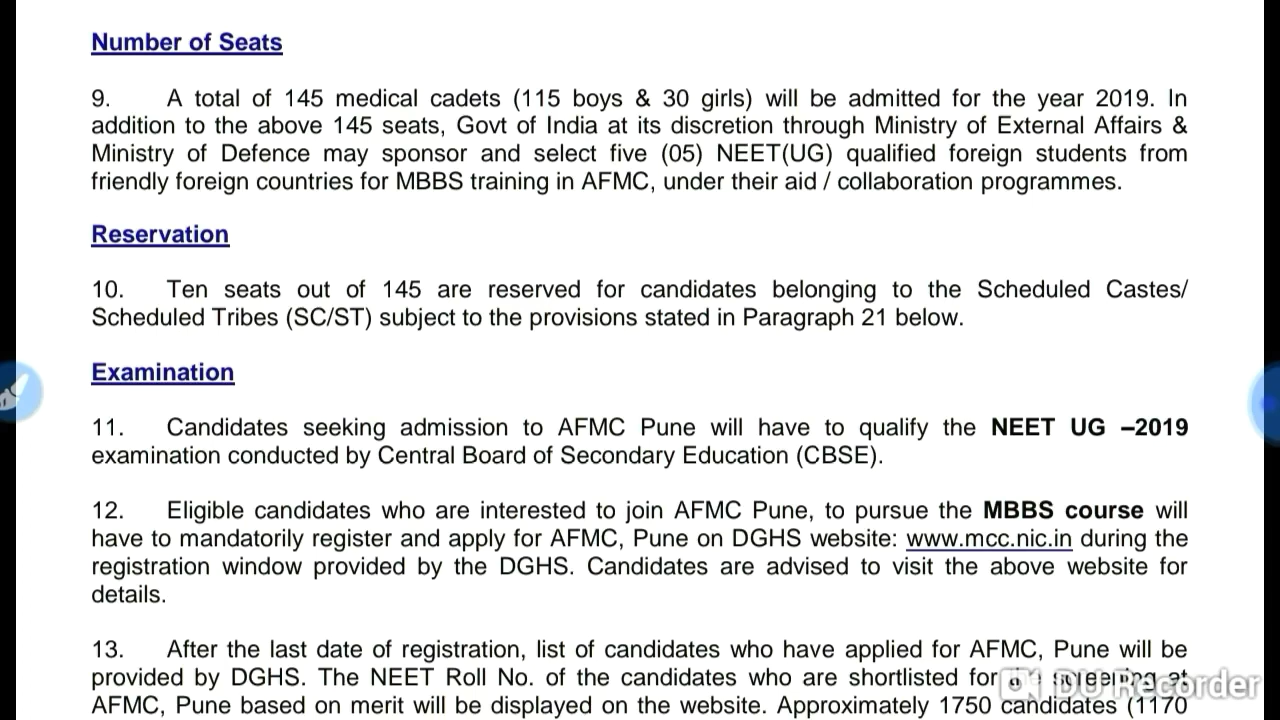 Number of Seats
9. A total of 145 medical cadets (115 boys & 30 girls) will be admitted for the year 2019. In
addition to the above 145 seats, Govt of India at its discretion through Ministry of External Affairs &
Ministry of Defence may sponsor and select five (05) NEET(UG) qualified foreign students from
friendly foreign countries for MBBS training in AFMC, under their aid / collaboration programmes.
Reservation
10. Ten seats out of 145 are reserved for candidates belonging to the Scheduled Castes/
Scheduled Tribes (SC/ST) subject to the provisions stated in Paragraph 21 below.
Examination
11. Candidates seeking admission to AFMC Pune will have to qualify the NEET UG –2019
examination conducted by Central Board of Secondary Education (CBSE).
12. Eligible candidates who are interested to join AFMC Pune, to pursue the MBBS course will
have to mandatorily register and apply for AFMC, Pune on DGHS website: www.mcc.nic.in during the
registration window provided by the DGHS. Candidates are advised to visit the above website for
details.
13. After the last date of registration, list of candidates who have applied for AFMC, Pune will be
provided by DGHS. The NEET Roll No. of the candidates who are shortlisted for the screening at
AFMC, Pune based on merit will be displayed on the website. Approximately 1750 candidates (1170
DU Recorder